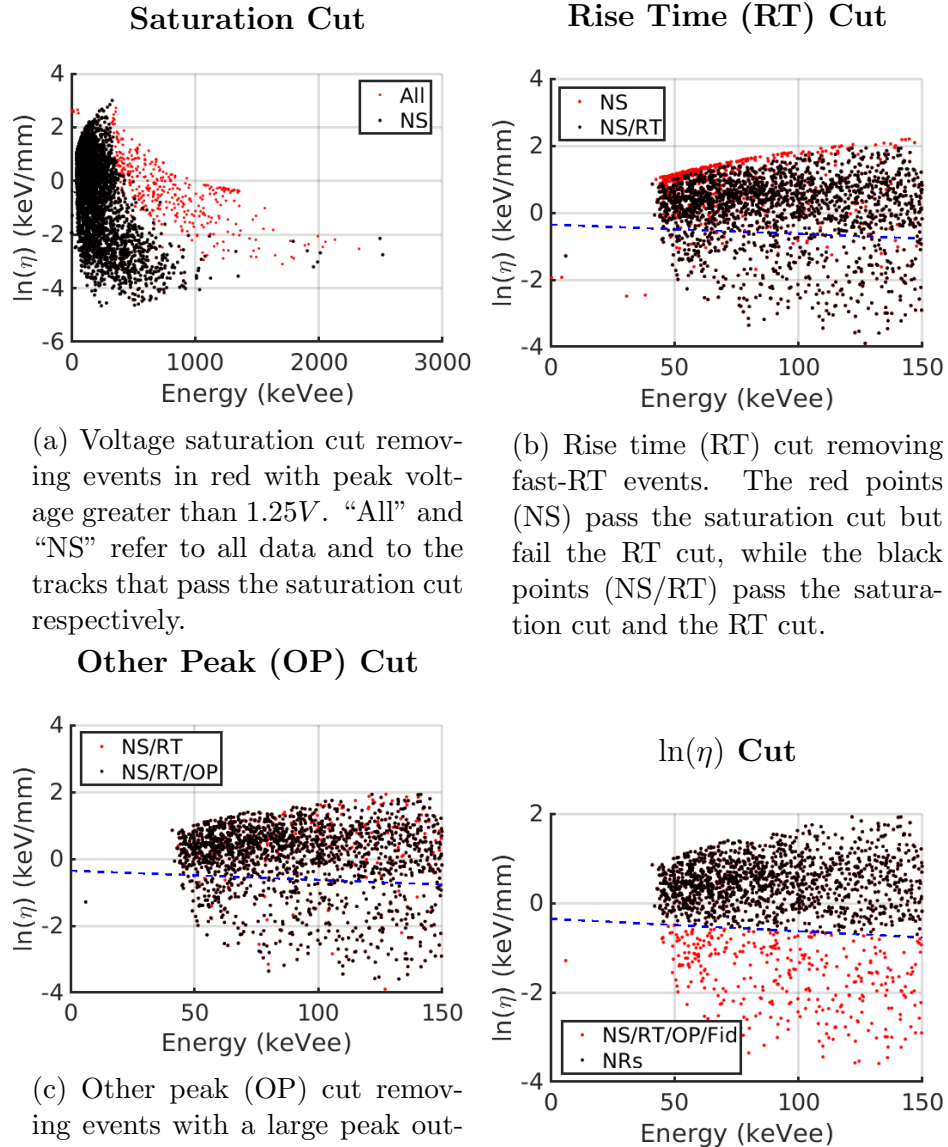 Saturation Cut
4
2
0
-2
-4
-6
ln(η) (keV/mm)
All
NS
0 1000 2000 3000
Energy (keVee)
(a) Voltage saturation cut remov-
ing events in red with peak volt-
age greater than 1.25V. “All” and
“NS” refer to all data and to the
tracks that pass the saturation cut
respectively.
Rise Time (RT) Cut
4
2
0
-2
-4
ln(η) (keV/mm)
NS
NS/RT
0 50 100 150
Energy (keVee)
(b) Rise time (RT) cut removing
fast-RT events. The red points
(NS) pass the saturation cut but
fail the RT cut, while the black
points (NS/RT) pass the satura-
tion cut and the RT cut.
Other Peak (OP) Cut
4
2
0
-2
-4
ln(η) (keV/mm)
NS/RT
NS/RT/OP
0 50 100 150
Energy (keVee)
(c) Other peak (OP) cut remov-
ing events with a large peak out-
ln(η) Cut
2
0
-2
-4
ln(η) (keV/mm)
NS/RT/OP/Fid
NRs
0 50 100 150
Energy (keVee)